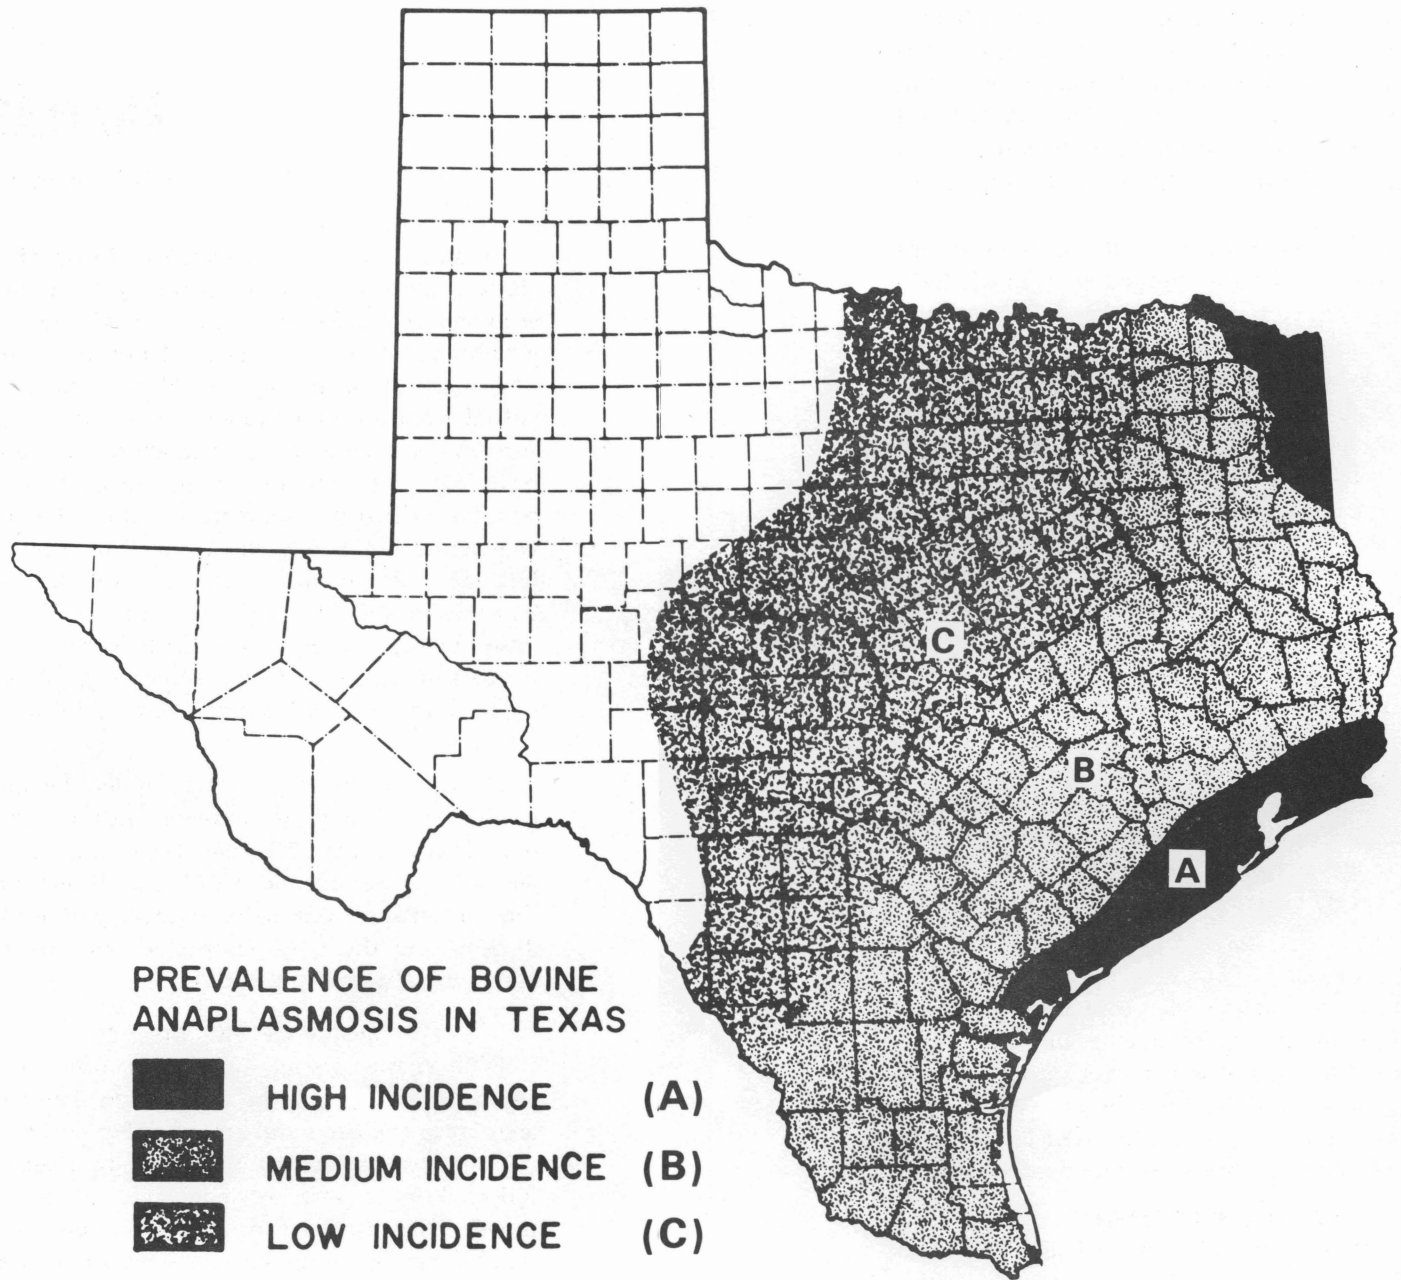 C
B
A
PREVALENCE OF BOVINE
ANAPLASMOSIS IN TEXAS
HIGH INCIDENCE (A)
MEDIUM INCIDENCE (B)
LOW INCIDENCE (C)